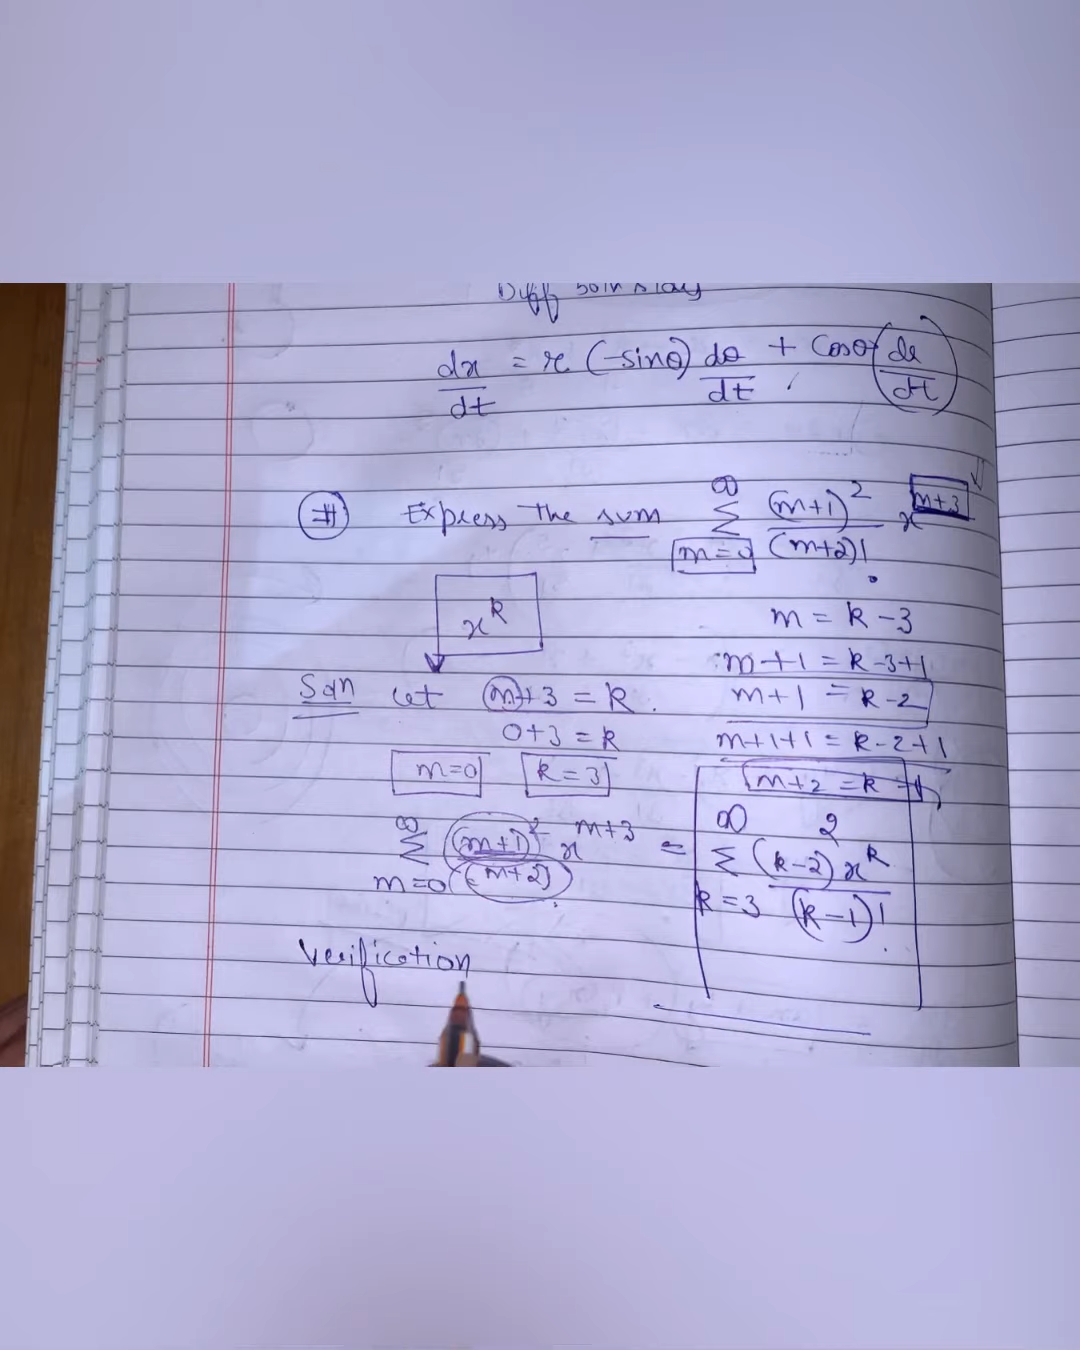 dx/dt = r (-sinθ) dθ/dt + cosθ dr/dt
# Express the sum ∞ Σ m=0 (m+1)²/(m+2)! x^m+3
x^k
m = k-3
m+1 = k-3+1
Soln let m+3 = k.
m+1 = k-2
0+3 = k
m+1+1 = k-2+1
m=0 k=3
m+2 = k-1
∞ Σ m=0 (m+1)²/(m+2)! x^m+3 = ∞ Σ k=3 (k-2)² x^k/(k-1)!
Verification